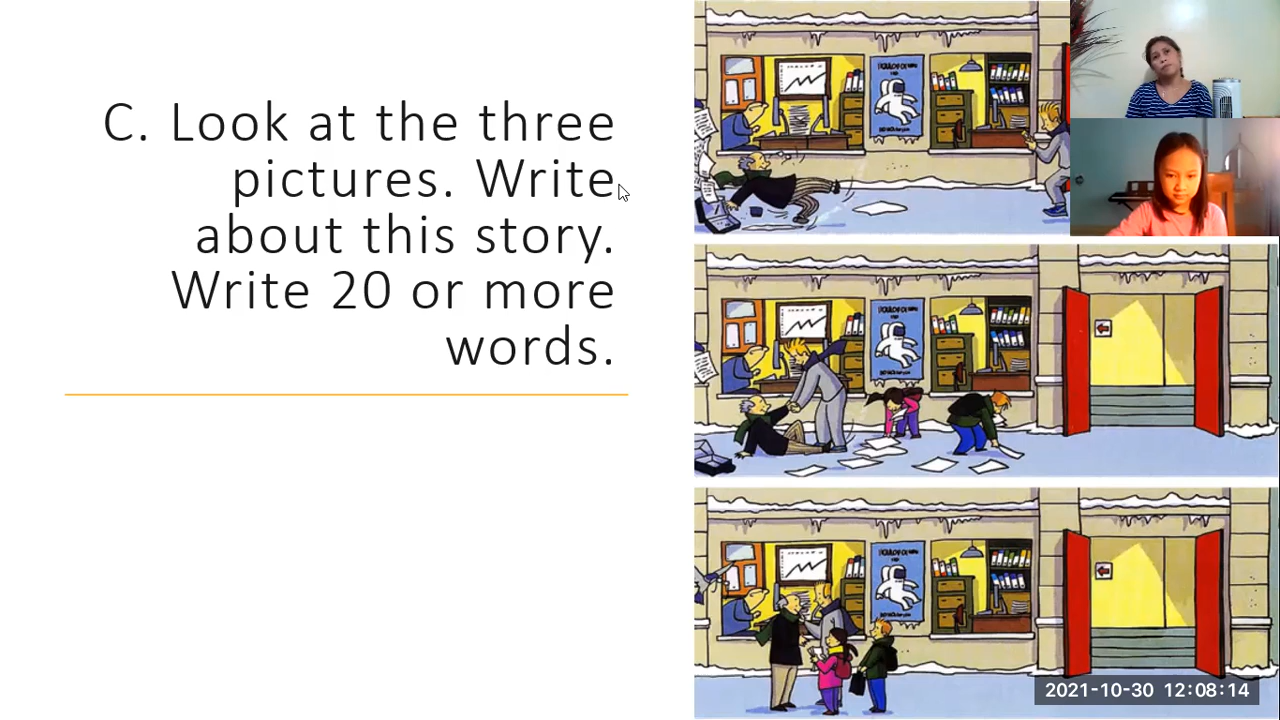 C. Look at the three
pictures. Write
about this story.
Write 20 or more
words.
2021-10-30 12:08:14